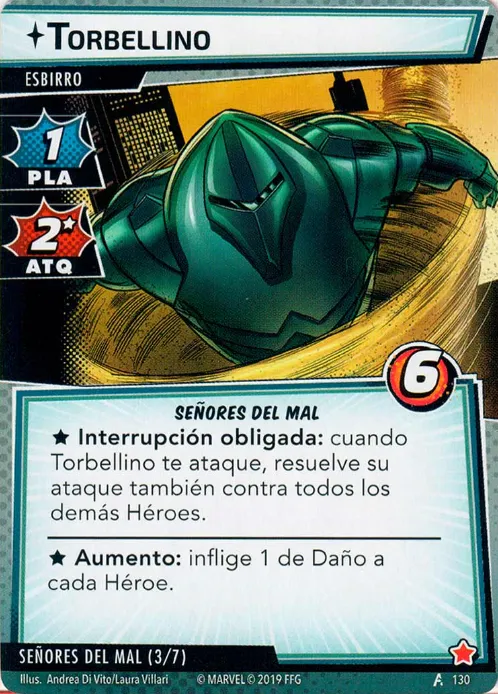 TORBELLINO
ESBIRRO
1
PLA
2★
ATQ
6
SEÑORES DEL MAL
★ Interrupción obligada: cuando
Torbellino te ataque, resuelve su
ataque también contra todos los
demás Héroes.
★ Aumento: inflige 1 de Daño a
cada Héroe.
SEÑORES DEL MAL (3/7)
Illus. Andrea Di Vito/Laura Villari © MARVEL © 2019 FFG 130